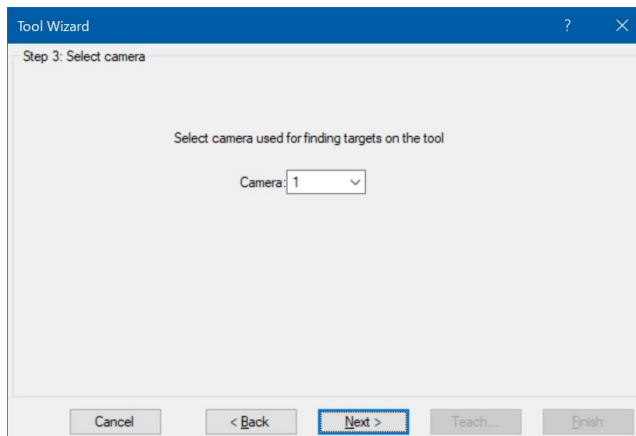 Tool Wizard ?
Step 3: Select camera
Select camera used for finding targets on the tool
Camera: 1
Cancel < Back Next > Teach... Finish